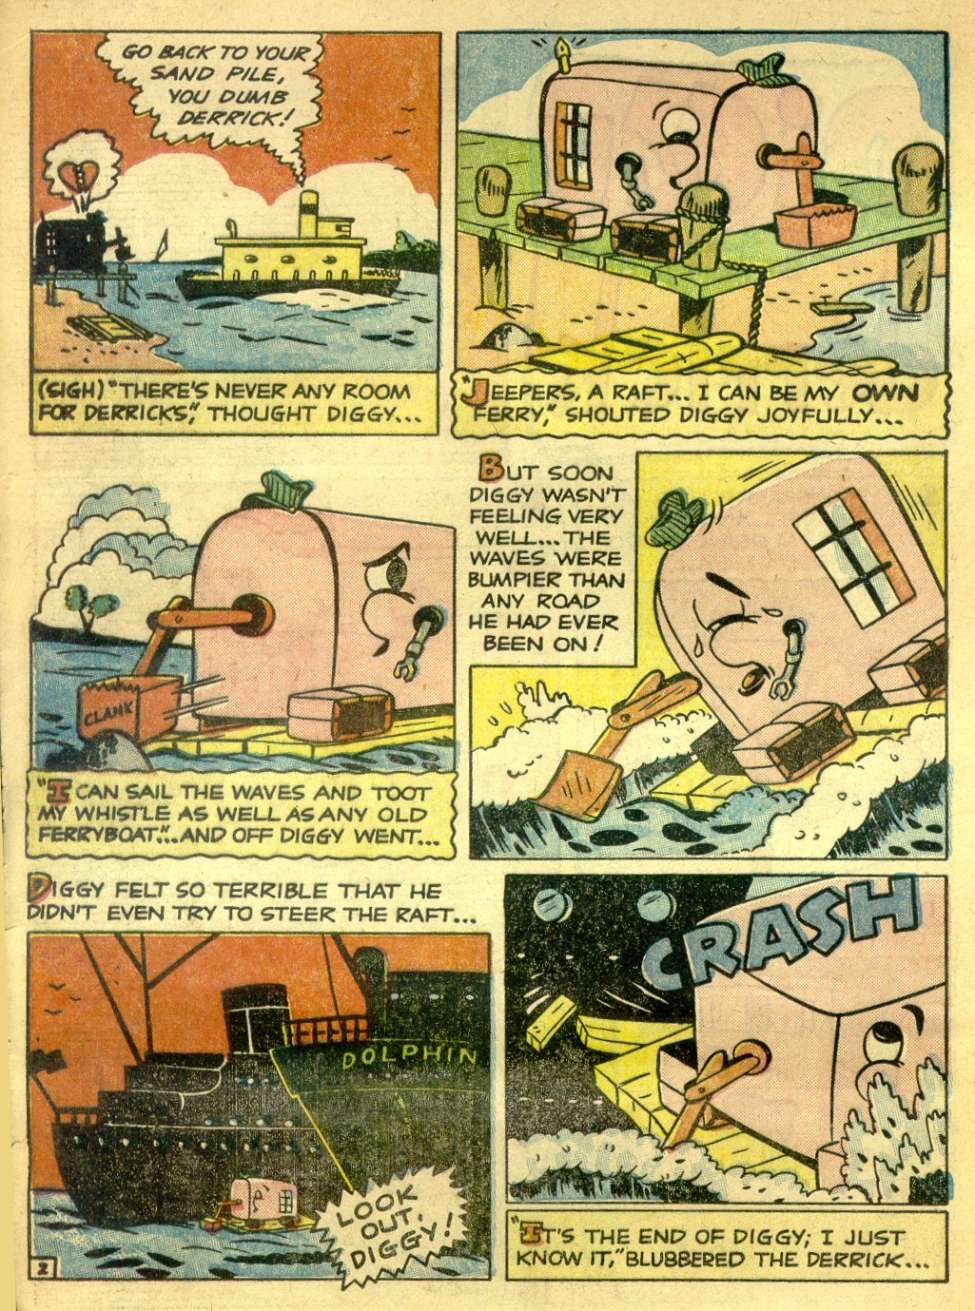 GO BACK TO YOUR
SAND PILE,
YOU DUMB
DERRICK!
(SIGH) "THERE'S NEVER ANY ROOM
FOR DERRICKS," THOUGHT DIGGY...
"JEEPERS, A RAFT... I CAN BE MY OWN
FERRY," SHOUTED DIGGY JOYFULLY...
CLANK
"I CAN SAIL THE WAVES AND TOOT
MY WHISTLE AS WELL AS ANY OLD
FERRYBOAT."...AND OFF DIGGY WENT...
BUT SOON
DIGGY WASN'T
FEELING VERY
WELL...THE
WAVES WERE
BUMPIER THAN
ANY ROAD
HE HAD EVER
BEEN ON!
DIGGY FELT SO TERRIBLE THAT HE
DIDN'T EVEN TRY TO STEER THE RAFT...
DOLPHIN
LOOK
OUT,
DIGGY!
2
CRASH
"IT'S THE END OF DIGGY; I JUST
KNOW IT," BLUBBERED THE DERRICK...